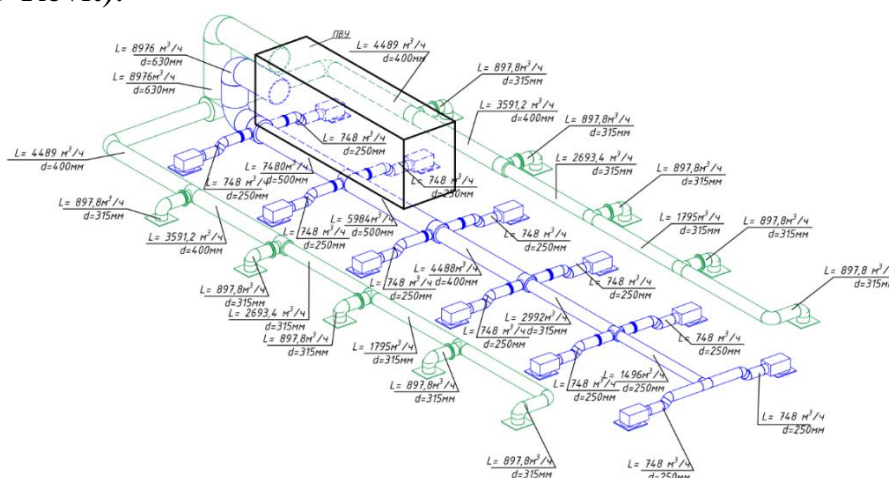 ПВУ
L= 8976 м³/ч
d=630мм
L= 8976м³/ч
d=630мм
L= 4489 м³/ч
d=400мм
L= 897,8м³/ч
d=315мм
L= 3591,2 м³/ч
d=400мм
L= 897,8м³/ч
d=315мм
L= 2693,4 м³/ч
d=315мм
L= 897,8м³/ч
d=315мм
L= 1795 м³/ч
d=315мм
L= 897,8м³/ч
d=315мм
L= 897,8 м³/ч
d=315мм
L= 748 м³/ч
d=250мм
L= 4489 м³/ч
d=400мм
L= 748 м³/ч
d=250мм
L= 7480м³/ч
d=500мм
L= 748 м³/ч
d=250мм
L= 897,8м³/ч
d=315мм
L= 3591,2 м³/ч
d=400мм
L= 748 м³/ч
d=250мм
L= 5984м³/ч
d=500мм
L= 748 м³/ч
d=250мм
L= 748 м³/ч
d=250мм
L= 4488м³/ч
d=400мм
L= 748 м³/ч
d=250мм
L= 897,8м³/ч
d=315мм
L= 2693,4 м³/ч
d=315мм
L= 897,8м³/ч
d=315мм
L= 748 м³/ч
d=250мм
L= 2992м³/ч
d=315мм
L= 748 м³/ч
d=250мм
L= 1795 м³/ч
d=315мм
L= 897,8м³/ч
d=315мм
L= 748 м³/ч
d=250мм
L= 1496м³/ч
d=250мм
L= 748 м³/ч
d=250мм
L= 897,8м³/ч
d=315мм
L= 748 м³/ч
d=250мм